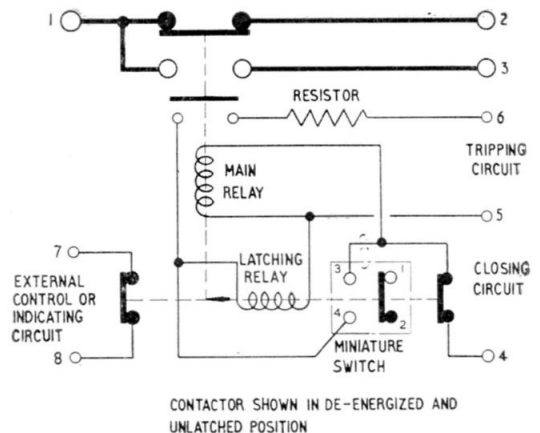 1
2
3
RESISTOR
6
TRIPPING
CIRCUIT
MAIN
RELAY
5
7
LATCHING
RELAY
3
1
CLOSING
CIRCUIT
EXTERNAL
CONTROL OR
INDICATING
CIRCUIT
4
2
8
MINIATURE
SWITCH
4
CONTACTOR SHOWN IN DE-ENERGIZED AND
UNLATCHED POSITION